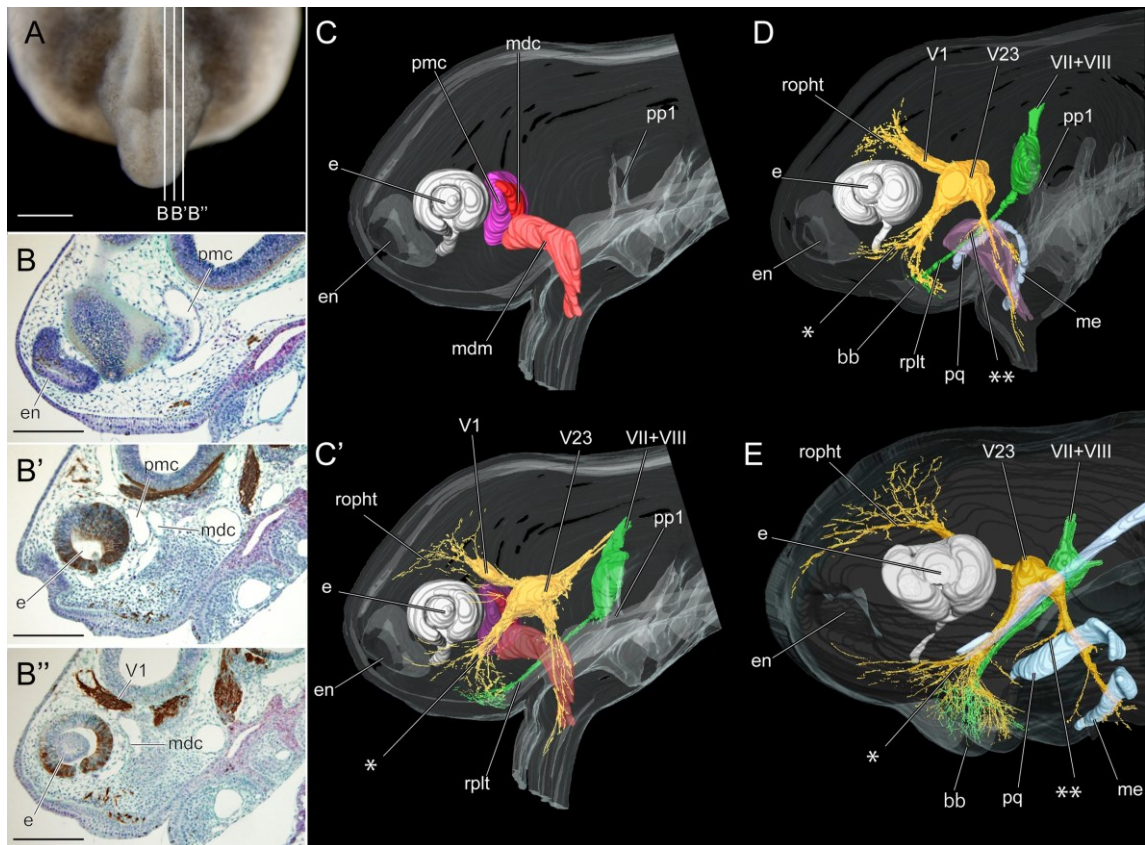 A
B B' B''
B
pmc
en
B'
pmc
mdc
e
B''
V1
mdc
e
C
mdc
pmc
pp1
e
en
mdm
C'
V1
V23
VII+VIII
ropht
pp1
e
en
*
rplt
D
V1
V23
VII+VIII
ropht
pp1
e
en
*
bb
rplt
pq
**
me
E
V23
VII+VIII
ropht
e
en
*
bb
pq
**
me